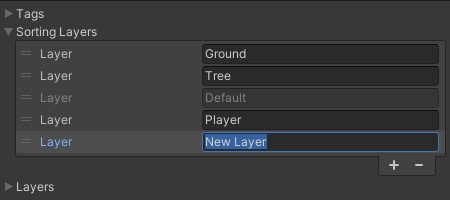 Tags
Sorting Layers
Layer Ground
Layer Tree
Layer Default
Layer Player
Layer New Layer
+ −
Layers